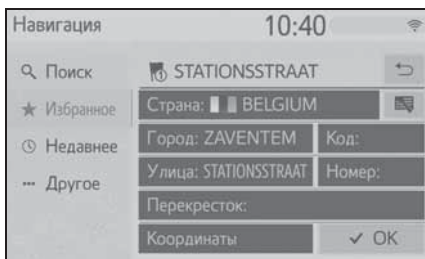 Навигация 10:40
Поиск
STATIONSSTRAAT
Избранное
Страна: BELGIUM
Недавнее
Город: ZAVENTEM Код:
Другое
Улица: STATIONSSTRAAT Номер:
Перекресток:
Координаты OK